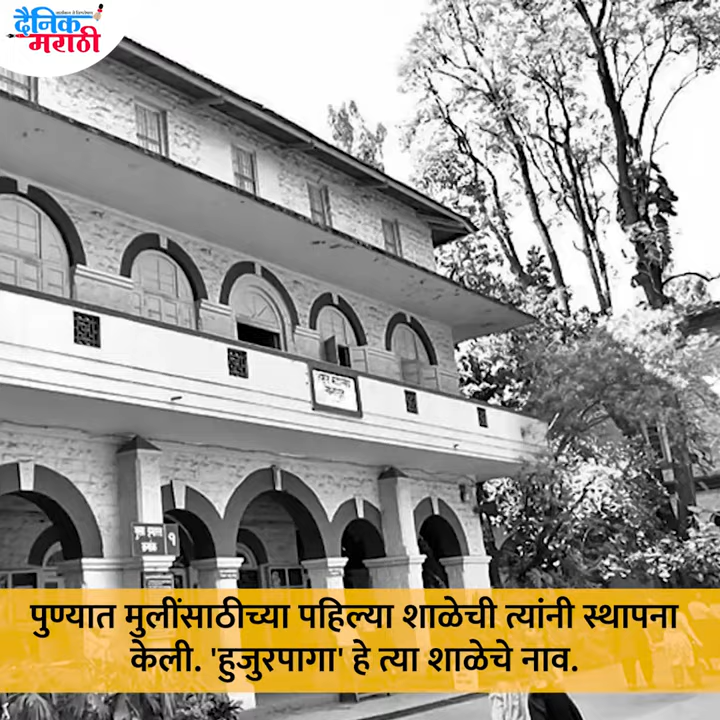 दैनिक
मराठी
पुण्यात मुलींसाठीच्या पहिल्या शाळेची त्यांनी स्थापना
केली. 'हुजुरपागा' हे त्या शाळेचे नाव.